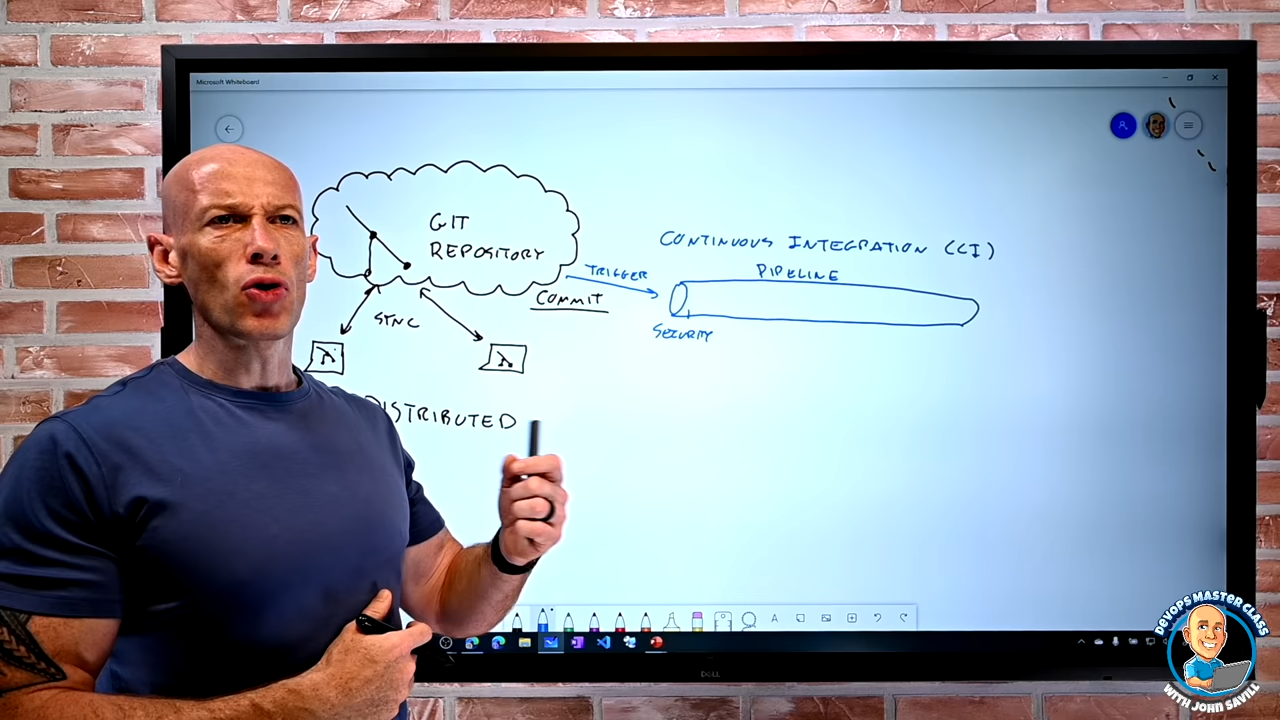 Microsoft Whiteboard
GIT
REPOSITORY
CONTINUOUS INTEGRATION (CI)
PIPELINE
TRIGGER
COMMIT
SYNC
SECURITY
DISTRIBUTED
DELL
DEVOPS MASTER CLASS
WITH JOHN SAVILL